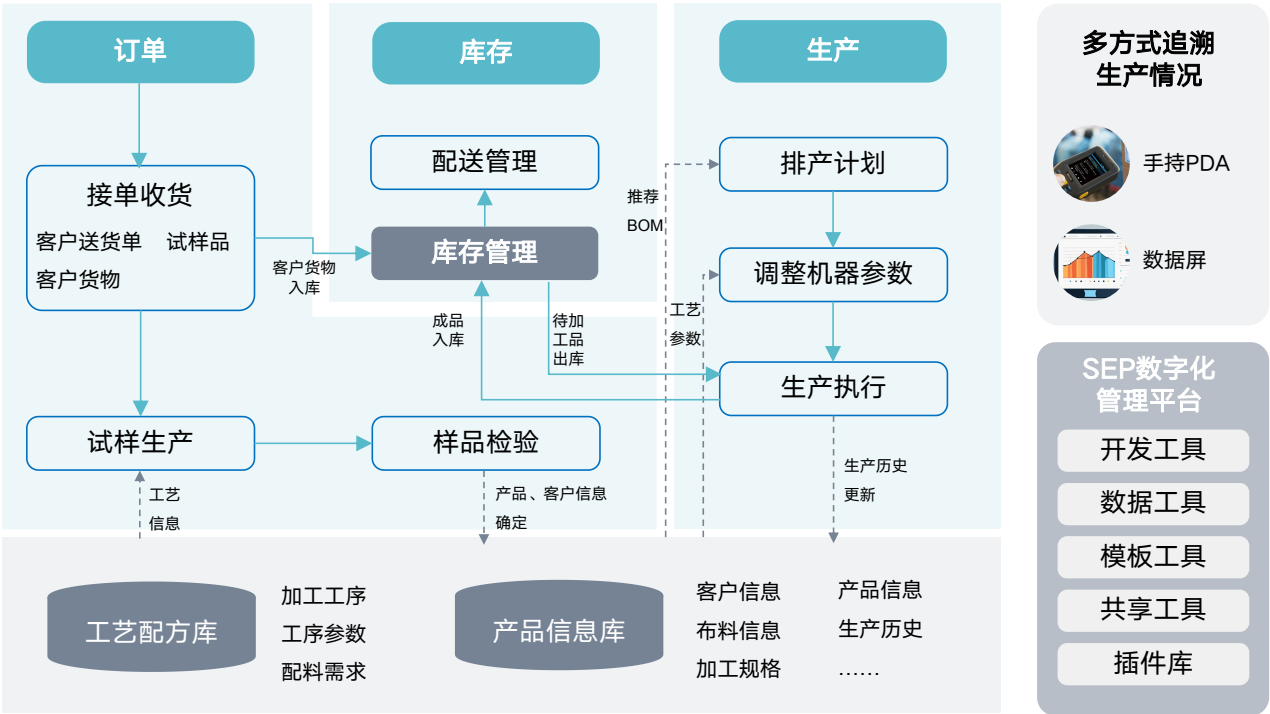 订单
接单收货
客户送货单 试样品
客户货物
试样生产
工艺
信息
客户货物
入库
库存
配送管理
库存管理
成品
入库
待加
工品
出库
样品检验
产品、客户信息
确定
生产
排产计划
调整机器参数
生产执行
推荐
BOM
工艺
参数
生产历史
更新
工艺配方库
加工工序
工序参数
配料需求
产品信息库
客户信息
布料信息
加工规格
产品信息
生产历史
……
多方式追溯
生产情况
手持PDA
数据屏
SEP数字化
管理平台
开发工具
数据工具
模板工具
共享工具
插件库